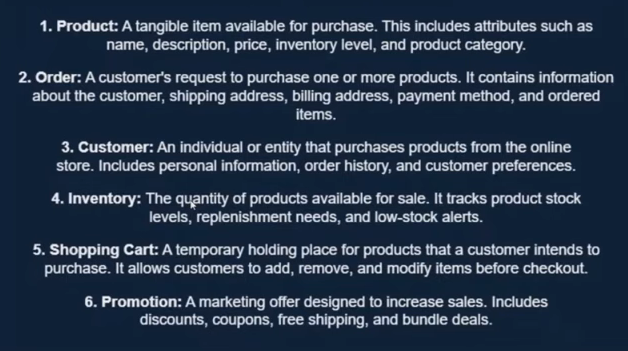 1. Product: A tangible item available for purchase. This includes attributes such as
name, description, price, inventory level, and product category.
2. Order: A customer's request to purchase one or more products. It contains information
about the customer, shipping address, billing address, payment method, and ordered
items.
3. Customer: An individual or entity that purchases products from the online
store. Includes personal information, order history, and customer preferences.
4. Inventory: The quantity of products available for sale. It tracks product stock
levels, replenishment needs, and low-stock alerts.
5. Shopping Cart: A temporary holding place for products that a customer intends to
purchase. It allows customers to add, remove, and modify items before checkout.
6. Promotion: A marketing offer designed to increase sales. Includes
discounts, coupons, free shipping, and bundle deals.